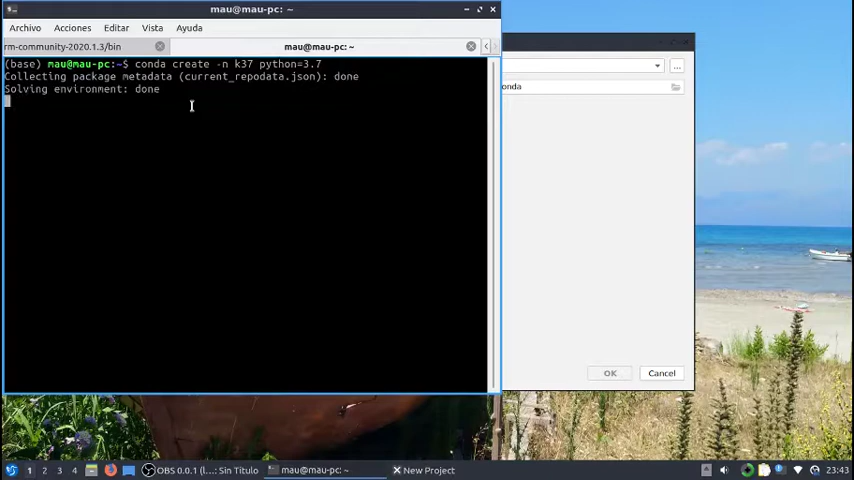 mau@mau-pc: ~
Archivo Acciones Editar Vista Ayuda
rm-community-2020.1.3/bin
mau@mau-pc: ~
(base) mau@mau-pc:~$ conda create -n k37 python=3.7
Collecting package metadata (current_repodata.json): done
Solving environment: done
...
onda
OK Cancel
1 2 3 4 OBS 0.0.1 (l...: Sin Título mau@mau-pc: ~ New Project 23:43